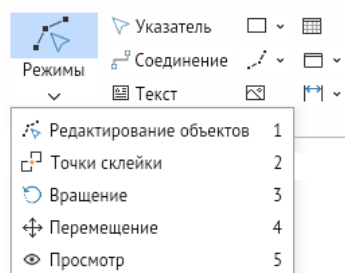 Указатель
Соединение
Режимы
Текст
Редактирование объектов 1
Точки склейки 2
Вращение 3
Перемещение 4
Просмотр 5